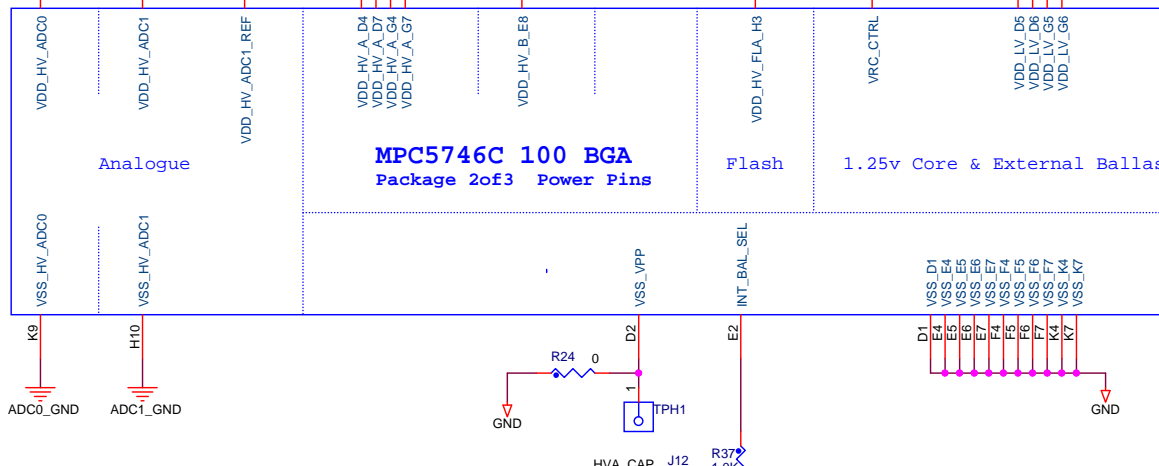 VDD_HV_ADC0
VDD_HV_ADC1
VDD_HV_ADC1_REF
VDD_HV_A_D4
VDD_HV_A_D7
VDD_HV_A_G4
VDD_HV_A_G7
VDD_HV_B_E8
VDD_HV_FLA_H3
VRC_CTRL
VDD_LV_D5
VDD_LV_D6
VDD_LV_G5
VDD_LV_G6
Analogue
MPC5746C 100 BGA
Package 2of3 Power Pins
Flash
1.25v Core & External Ballas
VSS_HV_ADC0
VSS_HV_ADC1
VSS_VPP
INT_BAL_SEL
VSS_D1
VSS_E4
VSS_E5
VSS_E6
VSS_E7
VSS_F4
VSS_F5
VSS_F6
VSS_F7
VSS_K4
VSS_K7
K9
H10
D2
E2
D1
E4
E5
E6
E7
F4
F5
F6
F7
K4
K7
R24 0
1
ADC0_GND
ADC1_GND
GND
TPH1
GND
HVA_CAP J12
R37
1.0K